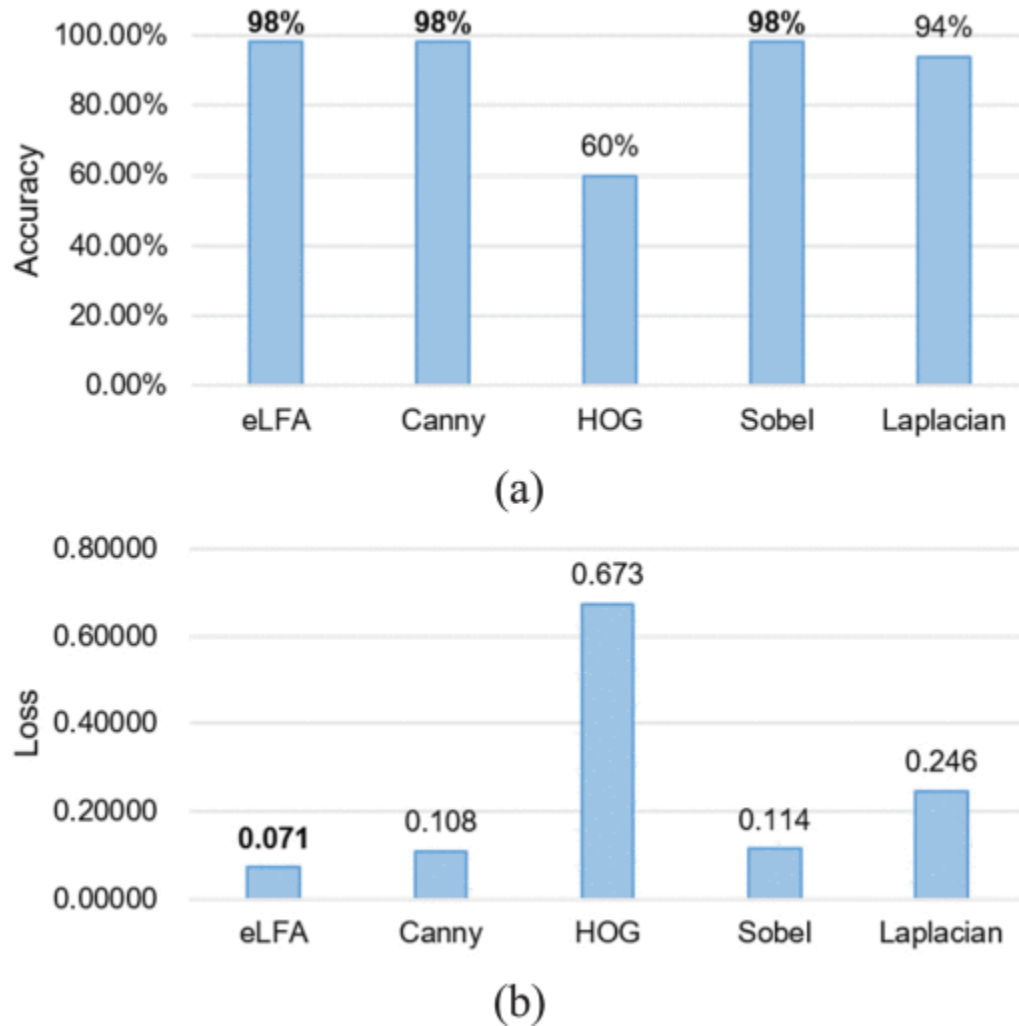 98% 98% 98% 94%
100.00%
80.00%
60%
60.00%
40.00%
20.00%
0.00%
Accuracy
eLFA Canny HOG Sobel Laplacian
(a)
0.80000
0.673
0.60000
0.40000
0.246
0.20000
0.071 0.108 0.114
0.00000
Loss
eLFA Canny HOG Sobel Laplacian
(b)